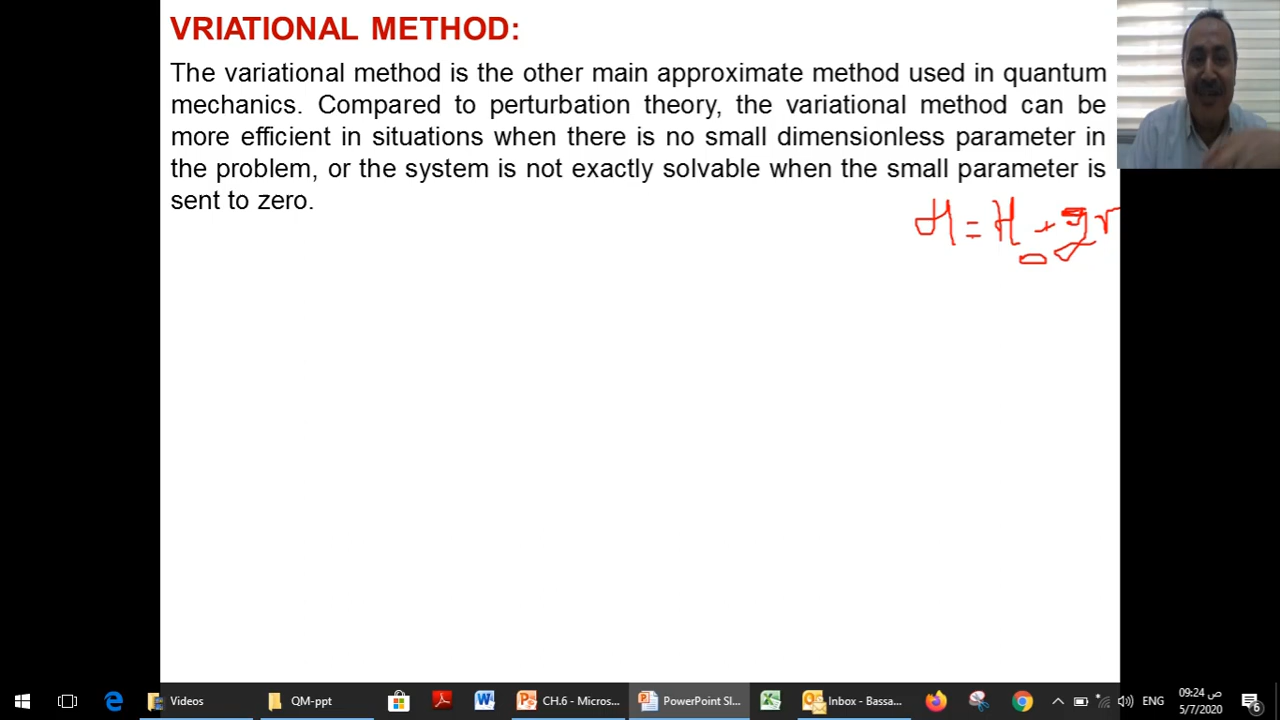 VRIATIONAL METHOD:
The variational method is the other main approximate method used in quantum
mechanics. Compared to perturbation theory, the variational method can be
more efficient in situations when there is no small dimensionless parameter in
the problem, or the system is not exactly solvable when the small parameter is
sent to zero.
H = H₀ + g
Videos
QM-ppt
CH.6 - Micros...
PowerPoint Sl...
Inbox - Bassa...
ENG
09:24 ص
5/7/2020
6